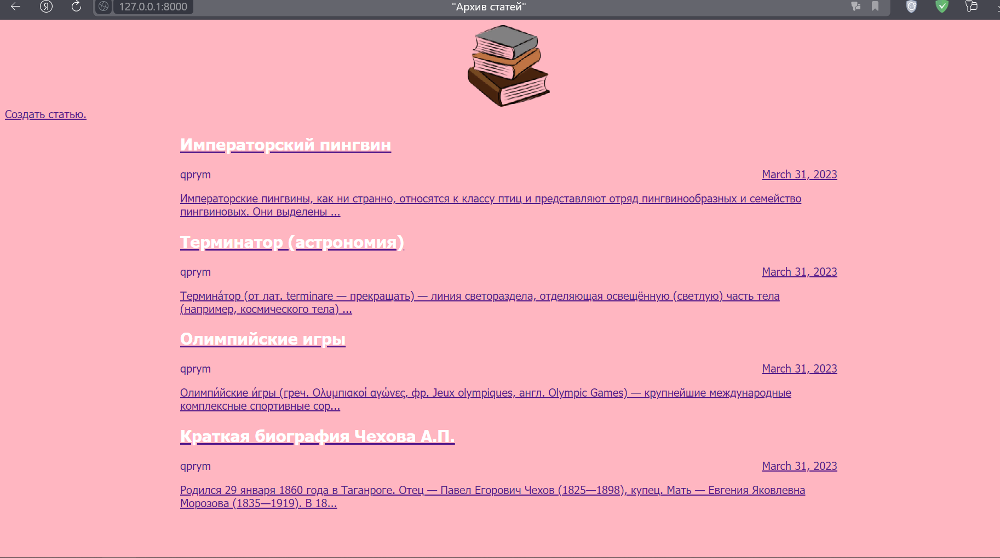 Я 127.0.0.1:8000 "Архив статей"
Создать статью.
Императорский пингвин
qprym March 31, 2023
Императорские пингвины, как ни странно, относятся к классу птиц и представляют отряд пингвинообразных и семейство
пингвиновых. Они выделены ...
Терминатор (астрономия)
qprym March 31, 2023
Термина́тор (от лат. terminare — прекращать) — линия светораздела, отделяющая освещённую (светлую) часть тела
(например, космического тела) ...
Олимпийские игры
qprym March 31, 2023
Олимпи́йские и́гры (греч. Ολυμπιακοί αγώνες, фр. Jeux olympiques, англ. Olympic Games) — крупнейшие международные
комплексные спортивные сор...
Краткая биография Чехова А.П.
qprym March 31, 2023
Родился 29 января 1860 года в Таганроге. Отец — Павел Егорович Чехов (1825—1898), купец. Мать — Евгения Яковлевна
Морозова (1835—1919). В 18...